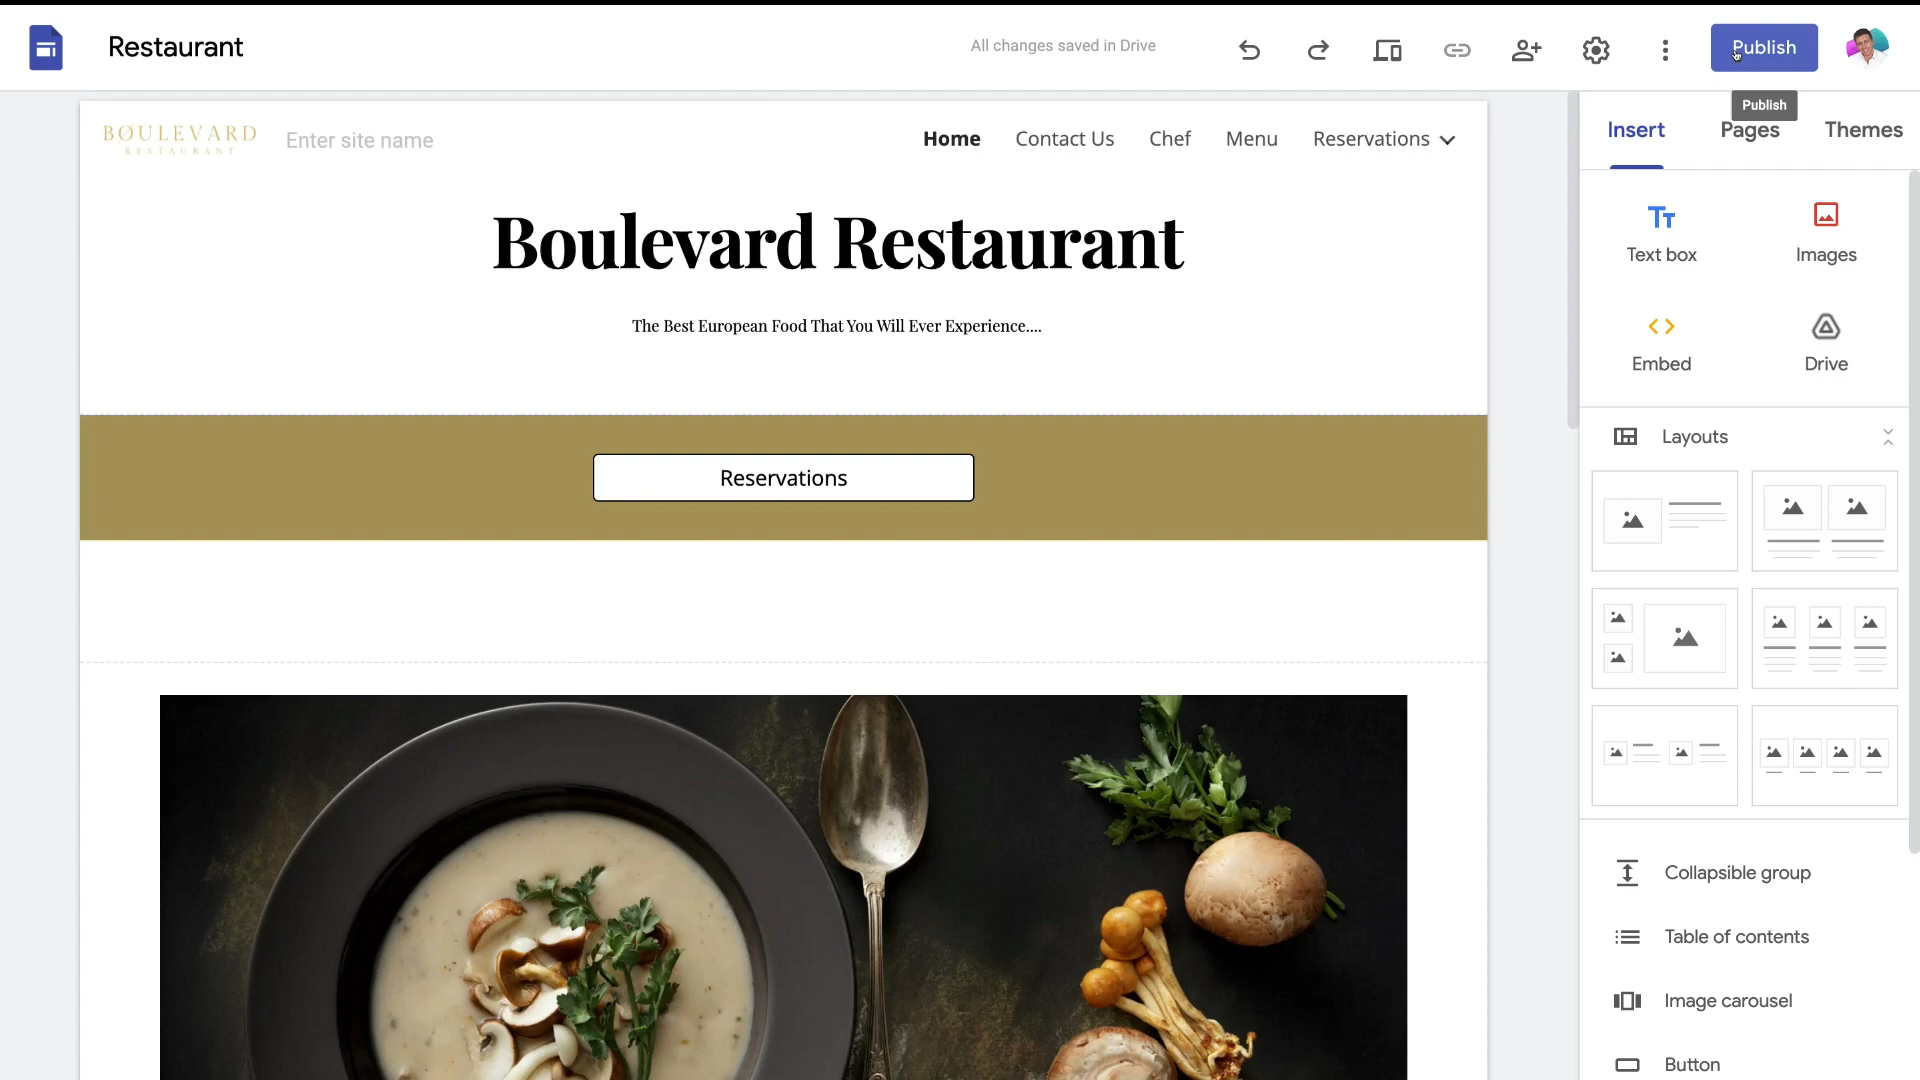 Restaurant
All changes saved in Drive
Publish
Publish
BØULEVARD
RESTAURANT
Enter site name
Home Contact Us Chef Menu Reservations
Insert Pages Themes
Boulevard Restaurant
The Best European Food That You Will Ever Experience....
Reservations
Text box Images
Embed Drive
Layouts
Collapsible group
Table of contents
Image carousel
Button